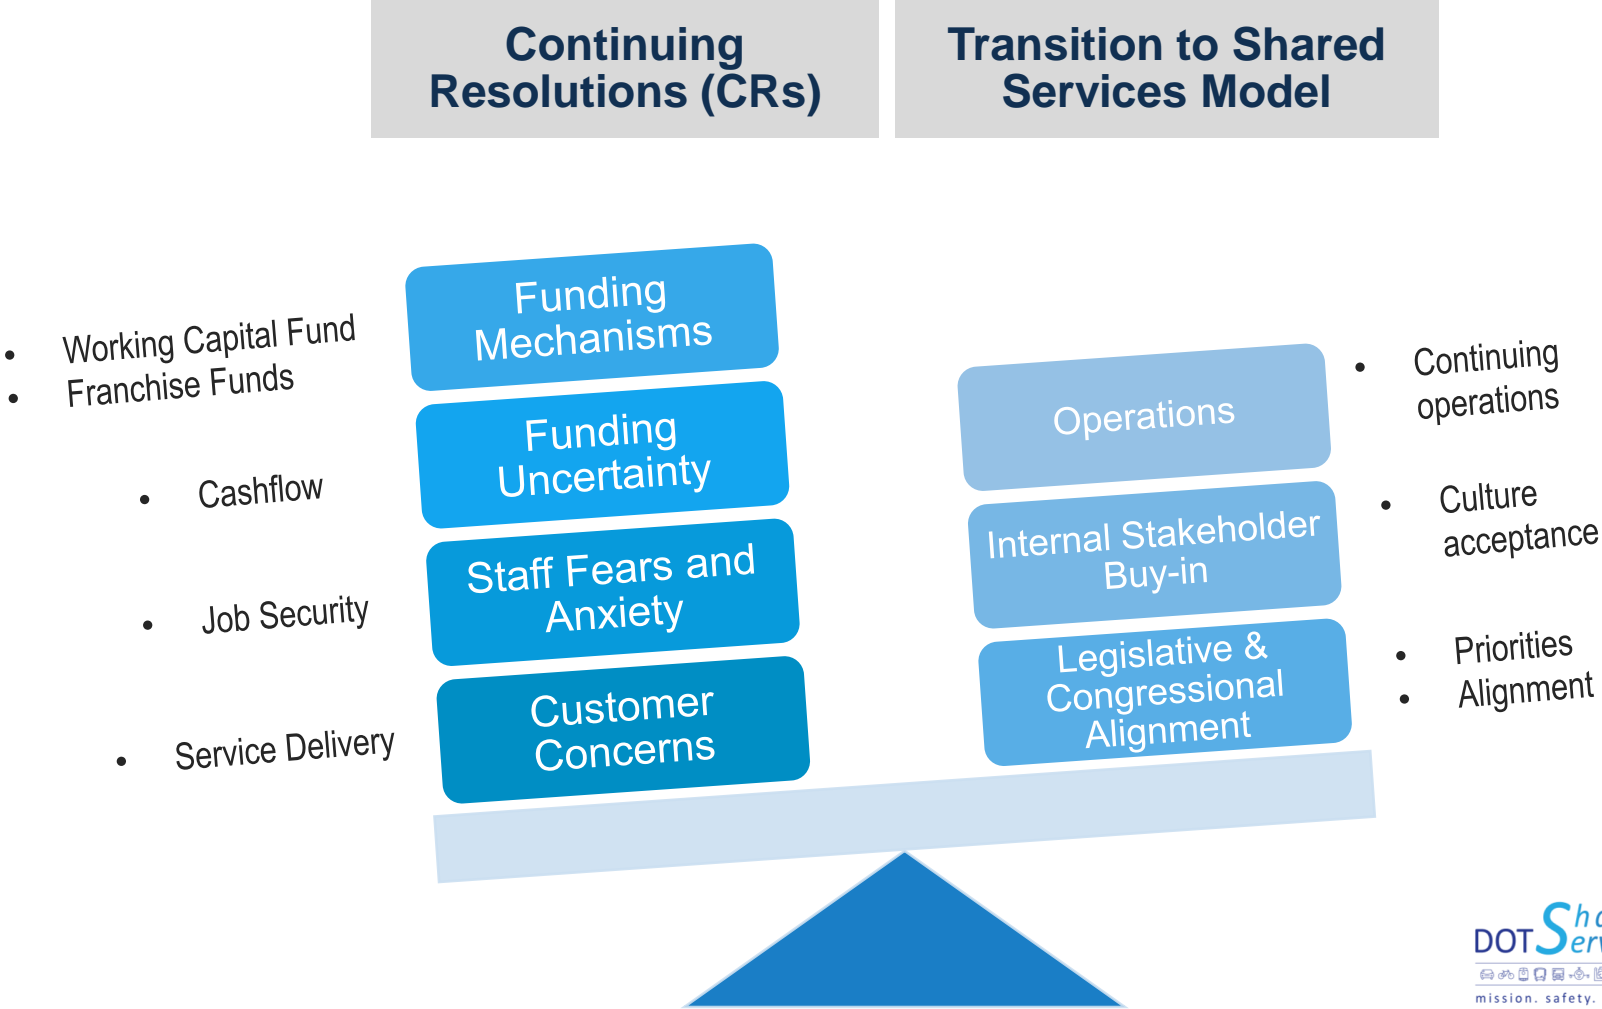 Continuing
Resolutions (CRs)
Transition to Shared
Services Model
• Working Capital Fund
• Franchise Funds
Funding
Mechanisms
• Cashflow
Funding
Uncertainty
• Job Security
Staff Fears and
Anxiety
• Service Delivery
Customer
Concerns
Operations
• Continuing
operations
Internal Stakeholder
Buy-in
• Culture
acceptance
Legislative &
Congressional
Alignment
• Priorities
• Alignment
DOT
mission. safety.